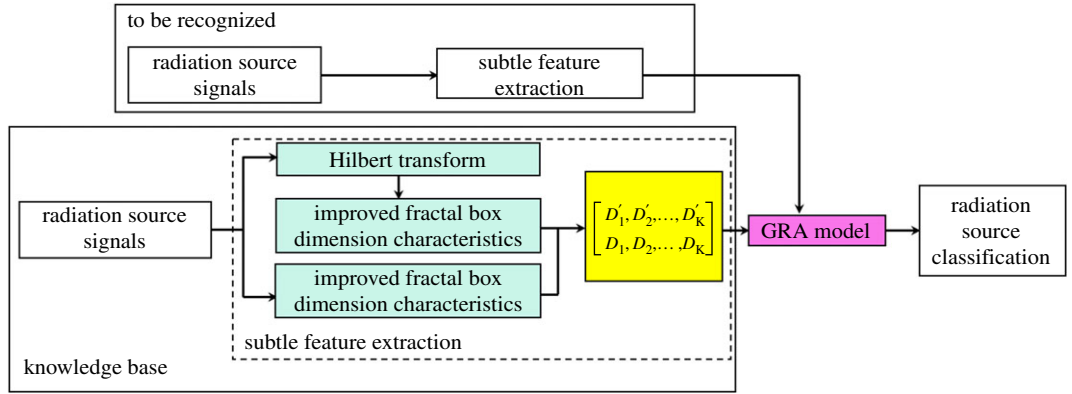 to be recognized
radiation source
signals
subtle feature
extraction
Hilbert transform
radiation source
signals
improved fractal box
dimension characteristics
improved fractal box
dimension characteristics
D′1, D′2,..., D′K
D1, D2,... ,DK
GRA model
radiation
source
classification
subtle feature extraction
knowledge base